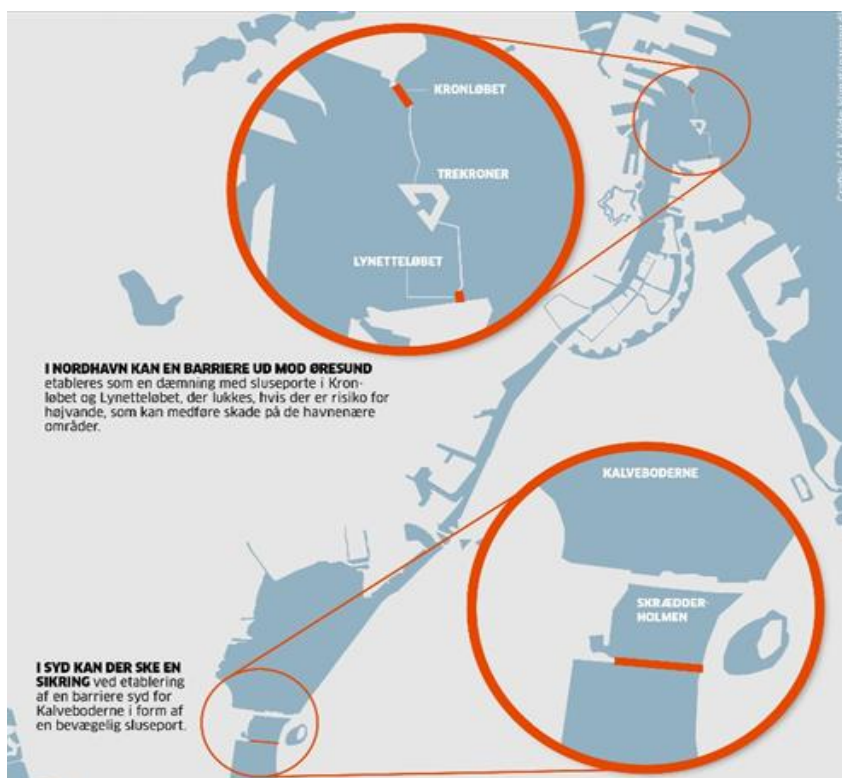 KRONLØBET
TREKRONER
LYNETTELØBET
I NORDHAVN KAN EN BARRIERE UD MOD ØRESUND
etableres som en dæmning med sluseporte i Kron-
løbet og Lynetteløbet, der lukkes, hvis der er risiko for
højvande, som kan medføre skade på de havnenære
områder.
KALVEBODERNE
SKRÆDDER-
HOLMEN
I SYD KAN DER SKE EN
SIKRING ved etablering
af en barriere syd for
Kalveboderne i form af
en bevægelig sluseport.